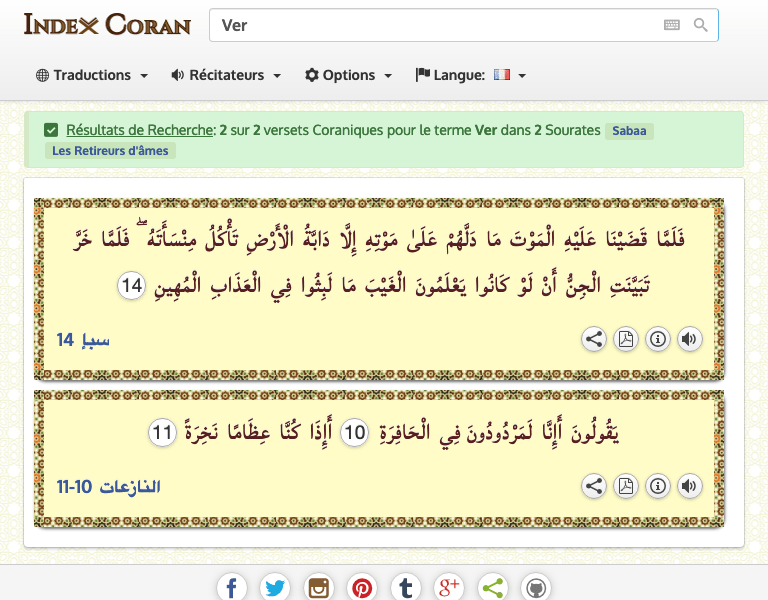 INDEX CORAN
Ver
Traductions
Récitateurs
Options
Langue:
Résultats de Recherche: 2 sur 2 versets Coraniques pour le terme Ver dans 2 Sourates Sabaa
Les Retireurs d'âmes
فَلَمَّا قَضَيْنَا عَلَيْهِ الْمَوْتَ مَا دَلَّهُمْ عَلَىٰ مَوْتِهِ إِلَّا دَابَّةُ الْأَرْضِ تَأْكُلُ مِنْسَأَتَهُ ۖ فَلَمَّا خَرَّ
تَبَيَّنَتِ الْجِنُّ أَنْ لَوْ كَانُوا يَعْلَمُونَ الْغَيْبَ مَا لَبِثُوا فِي الْعَذَابِ الْمُهِينِ 14
سبإ 14
يَقُولُونَ أَإِنَّا لَمَرْدُودُونَ فِي الْحَافِرَةِ 10 أَإِذَا كُنَّا عِظَامًا نَخِرَةً 11
النازعات 10-11